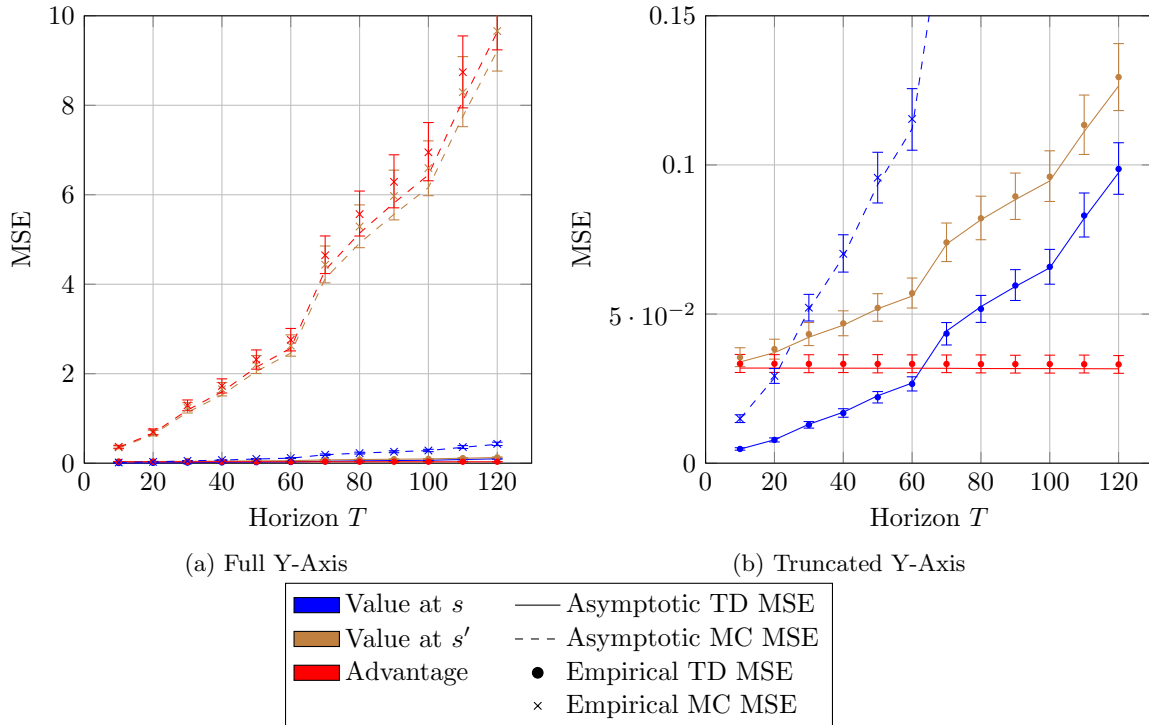 10
8
6
4
2
0
MSE
0
20
40
60
80
100
120
Horizon T
(a) Full Y-Axis
0.15
0.1
5 · 10⁻²
0
MSE
0
20
40
60
80
100
120
Horizon T
(b) Truncated Y-Axis
Value at s
Value at s′
Advantage
Asymptotic TD MSE
Asymptotic MC MSE
Empirical TD MSE
Empirical MC MSE